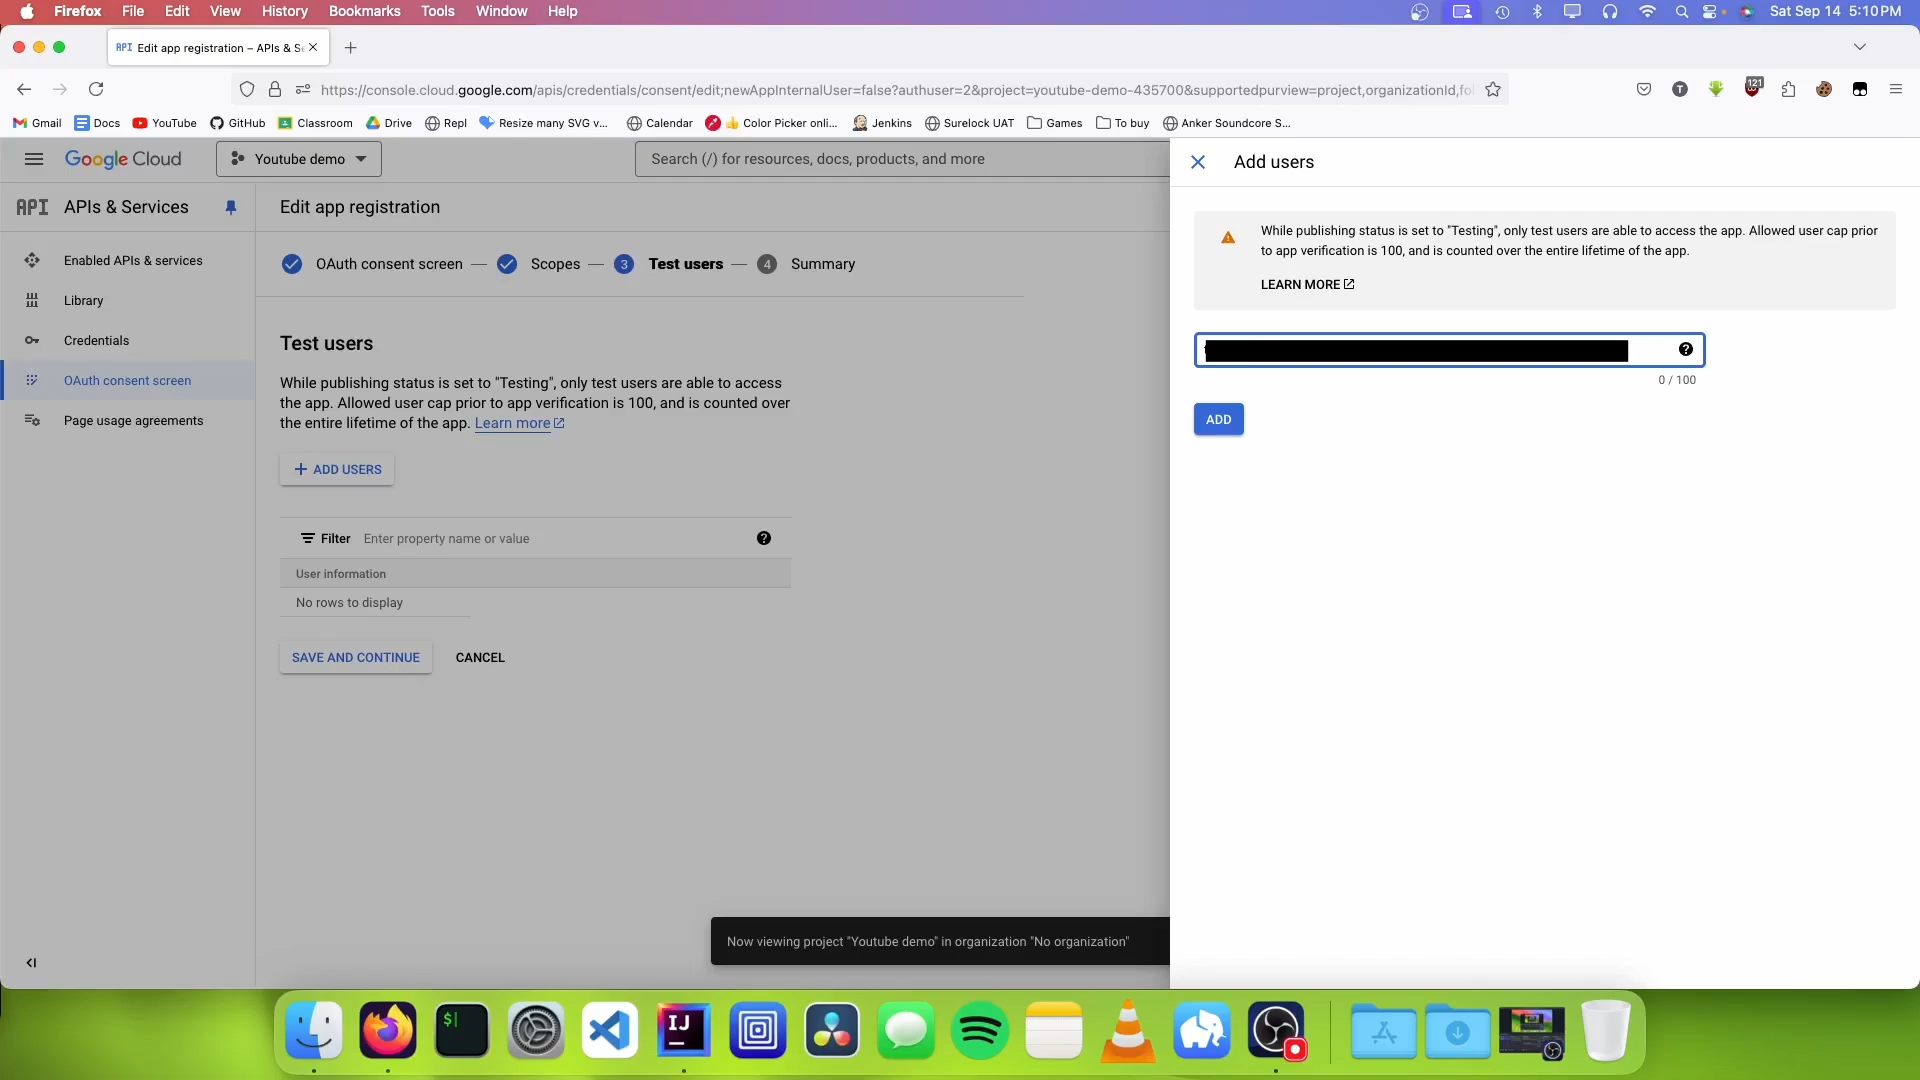 Firefox File Edit View History Bookmarks Tools Window Help
Sat Sep 14 5:10 PM
API Edit app registration – APIs & Se
https://console.cloud.google.com/apis/credentials/consent/edit;newAppInternalUser=false?authuser=2&project=youtube-demo-435700&supportedpurview=project,organizationId,fol
T
121
Gmail Docs YouTube GitHub Classroom Drive Repl Resize many SVG v... Calendar Color Picker onli... Jenkins Surelock UAT Games To buy Anker Soundcore S...
Google Cloud
Youtube demo
Search (/) for resources, docs, products, and more
API APIs & Services
Enabled APIs & services
Library
Credentials
OAuth consent screen
Page usage agreements
Edit app registration
OAuth consent screen — Scopes — 3 Test users — 4 Summary
Test users
While publishing status is set to "Testing", only test users are able to access
the app. Allowed user cap prior to app verification is 100, and is counted over
the entire lifetime of the app. Learn more
+ ADD USERS
Filter Enter property name or value ?
User information
No rows to display
SAVE AND CONTINUE CANCEL
Now viewing project "Youtube demo" in organization "No organization"
Add users
While publishing status is set to "Testing", only test users are able to access the app. Allowed user cap prior
to app verification is 100, and is counted over the entire lifetime of the app.
LEARN MORE
?
0 / 100
ADD
$
IJ